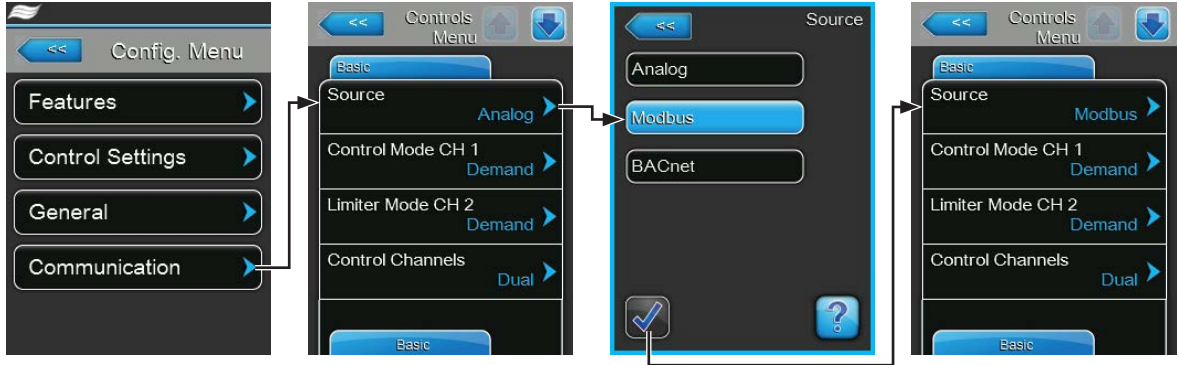 <<
Config. Menu
Features
Control Settings
General
Communication
<<
Controls
Menu
Basic
Source
Analog
Control Mode CH 1
Demand
Limiter Mode CH 2
Demand
Control Channels
Dual
Basic
<<
Source
Analog
Modbus
BACnet
?
<<
Controls
Menu
Basic
Source
Modbus
Control Mode CH 1
Demand
Limiter Mode CH 2
Demand
Control Channels
Dual
Basic